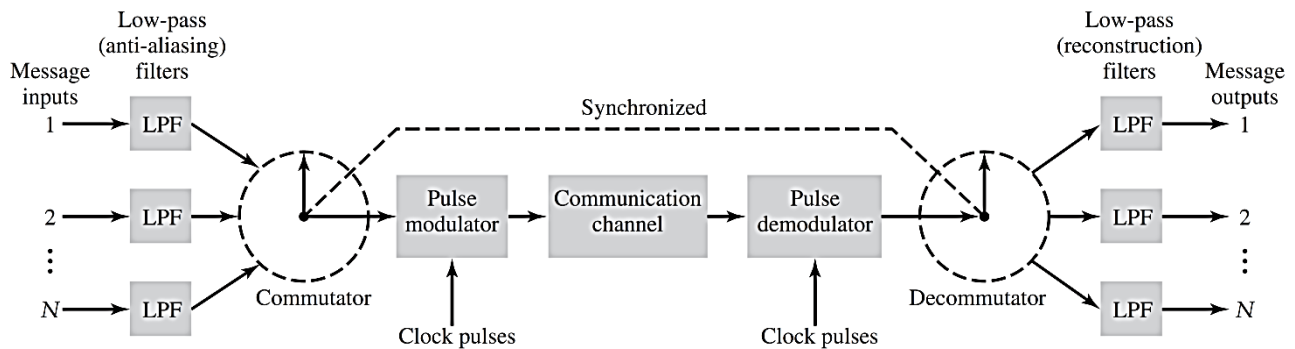 Low-pass
(anti-aliasing)
filters
Message
inputs
1
LPF
2
LPF
⋮
N
LPF
Commutator
Synchronized
Pulse
modulator
Clock pulses
Communication
channel
Pulse
demodulator
Clock pulses
Decommutator
Low-pass
(reconstruction)
filters
Message
outputs
LPF
1
LPF
2
⋮
LPF
N